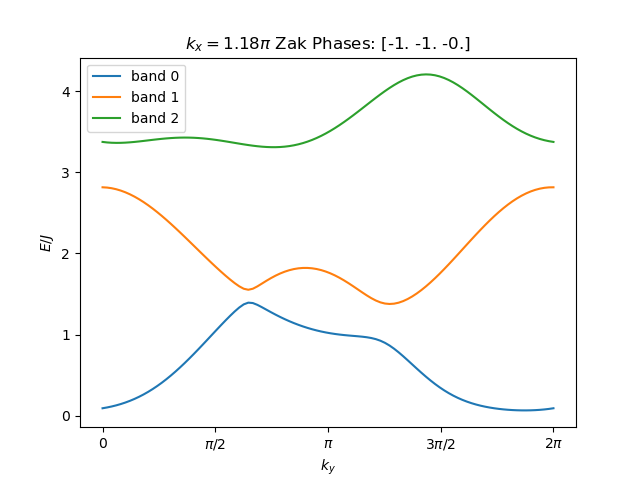 $k_x = 1.18\pi$ Zak Phases: [-1. -1. -0.]
band 0
band 1
band 2
4
3
2
1
0
E/J
0 π/2 π 3π/2 2π
$k_y$